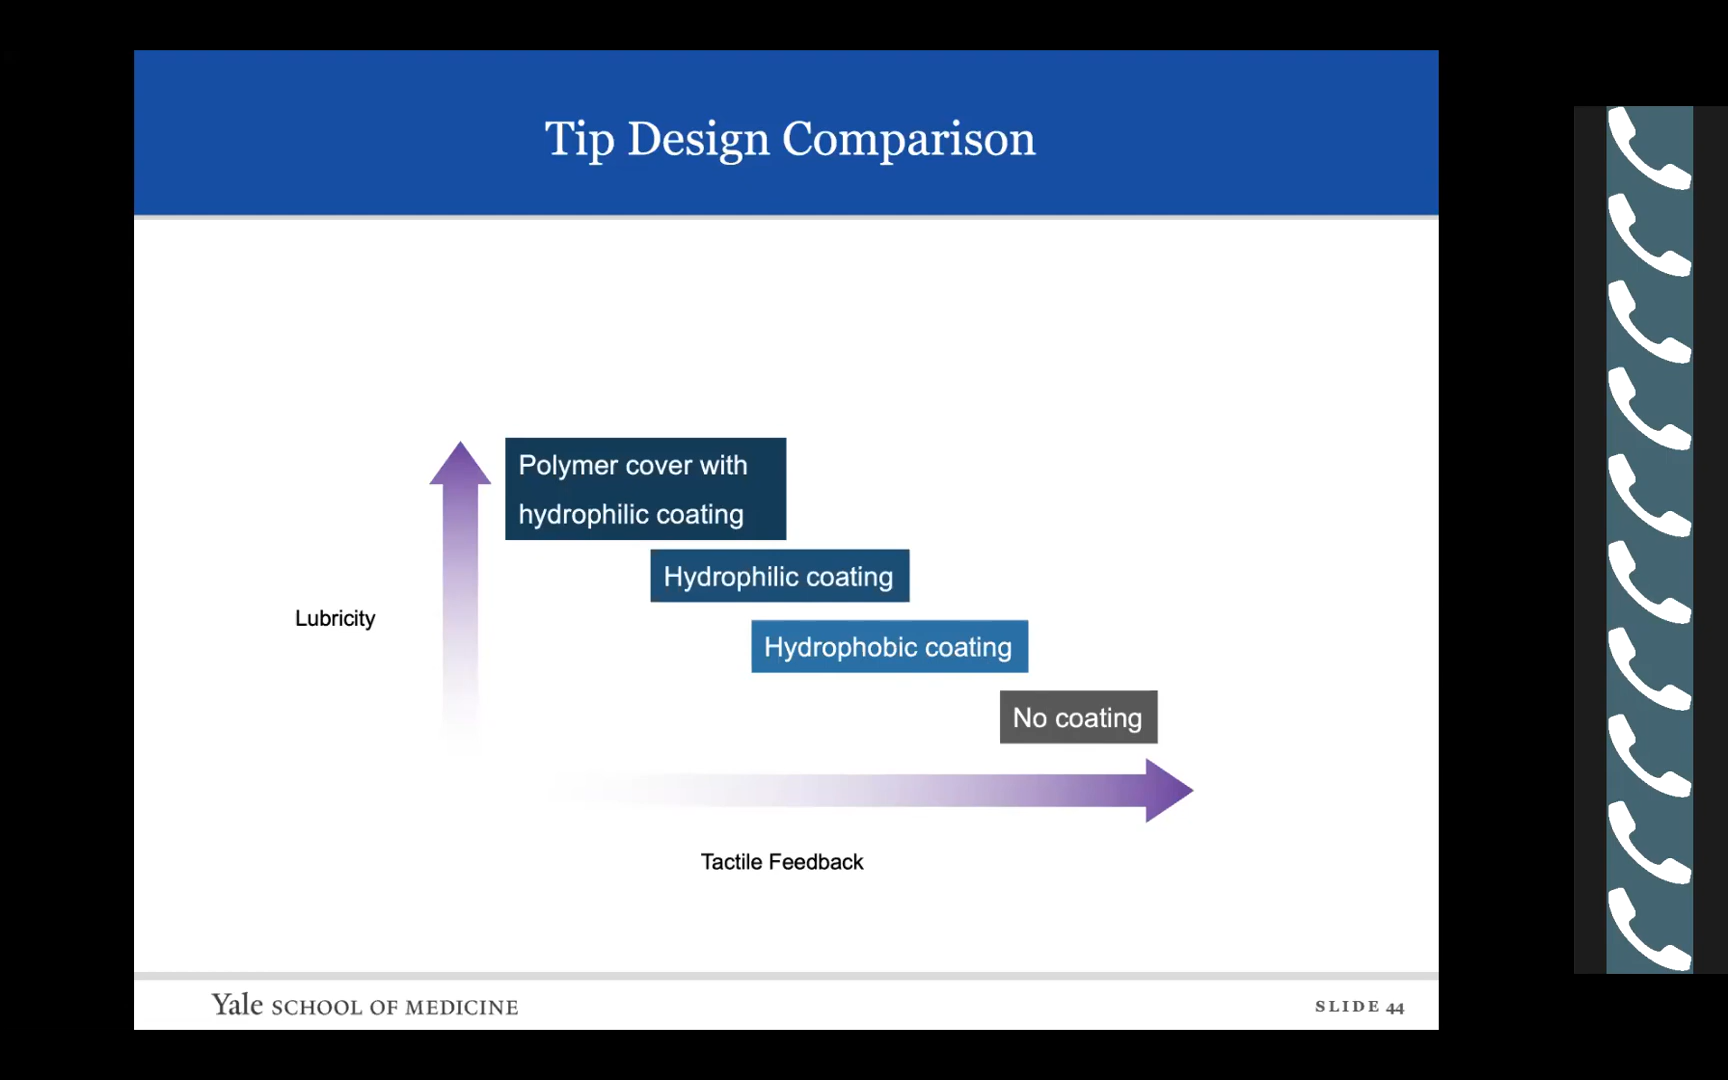 Tip Design Comparison
Polymer cover with
hydrophilic coating
Hydrophilic coating
Lubricity
Hydrophobic coating
No coating
Tactile Feedback
Yale SCHOOL OF MEDICINE
SLIDE 44